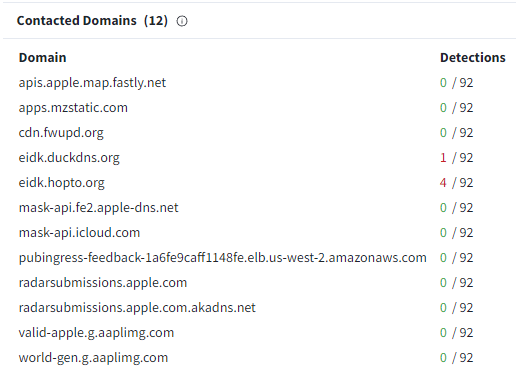 Contacted Domains (12)
Domain Detections
apis.apple.map.fastly.net 0 / 92
apps.mzstatic.com 0 / 92
cdn.fwupd.org 0 / 92
eidk.duckdns.org 1 / 92
eidk.hopto.org 4 / 92
mask-api.fe2.apple-dns.net 0 / 92
mask-api.icloud.com 0 / 92
pubingress-feedback-1a6fe9caff1148fe.elb.us-west-2.amazonaws.com 0 / 92
radarsubmissions.apple.com 0 / 92
radarsubmissions.apple.com.akadns.net 0 / 92
valid-apple.g.aaplimg.com 0 / 92
world-gen.g.aaplimg.com 0 / 92